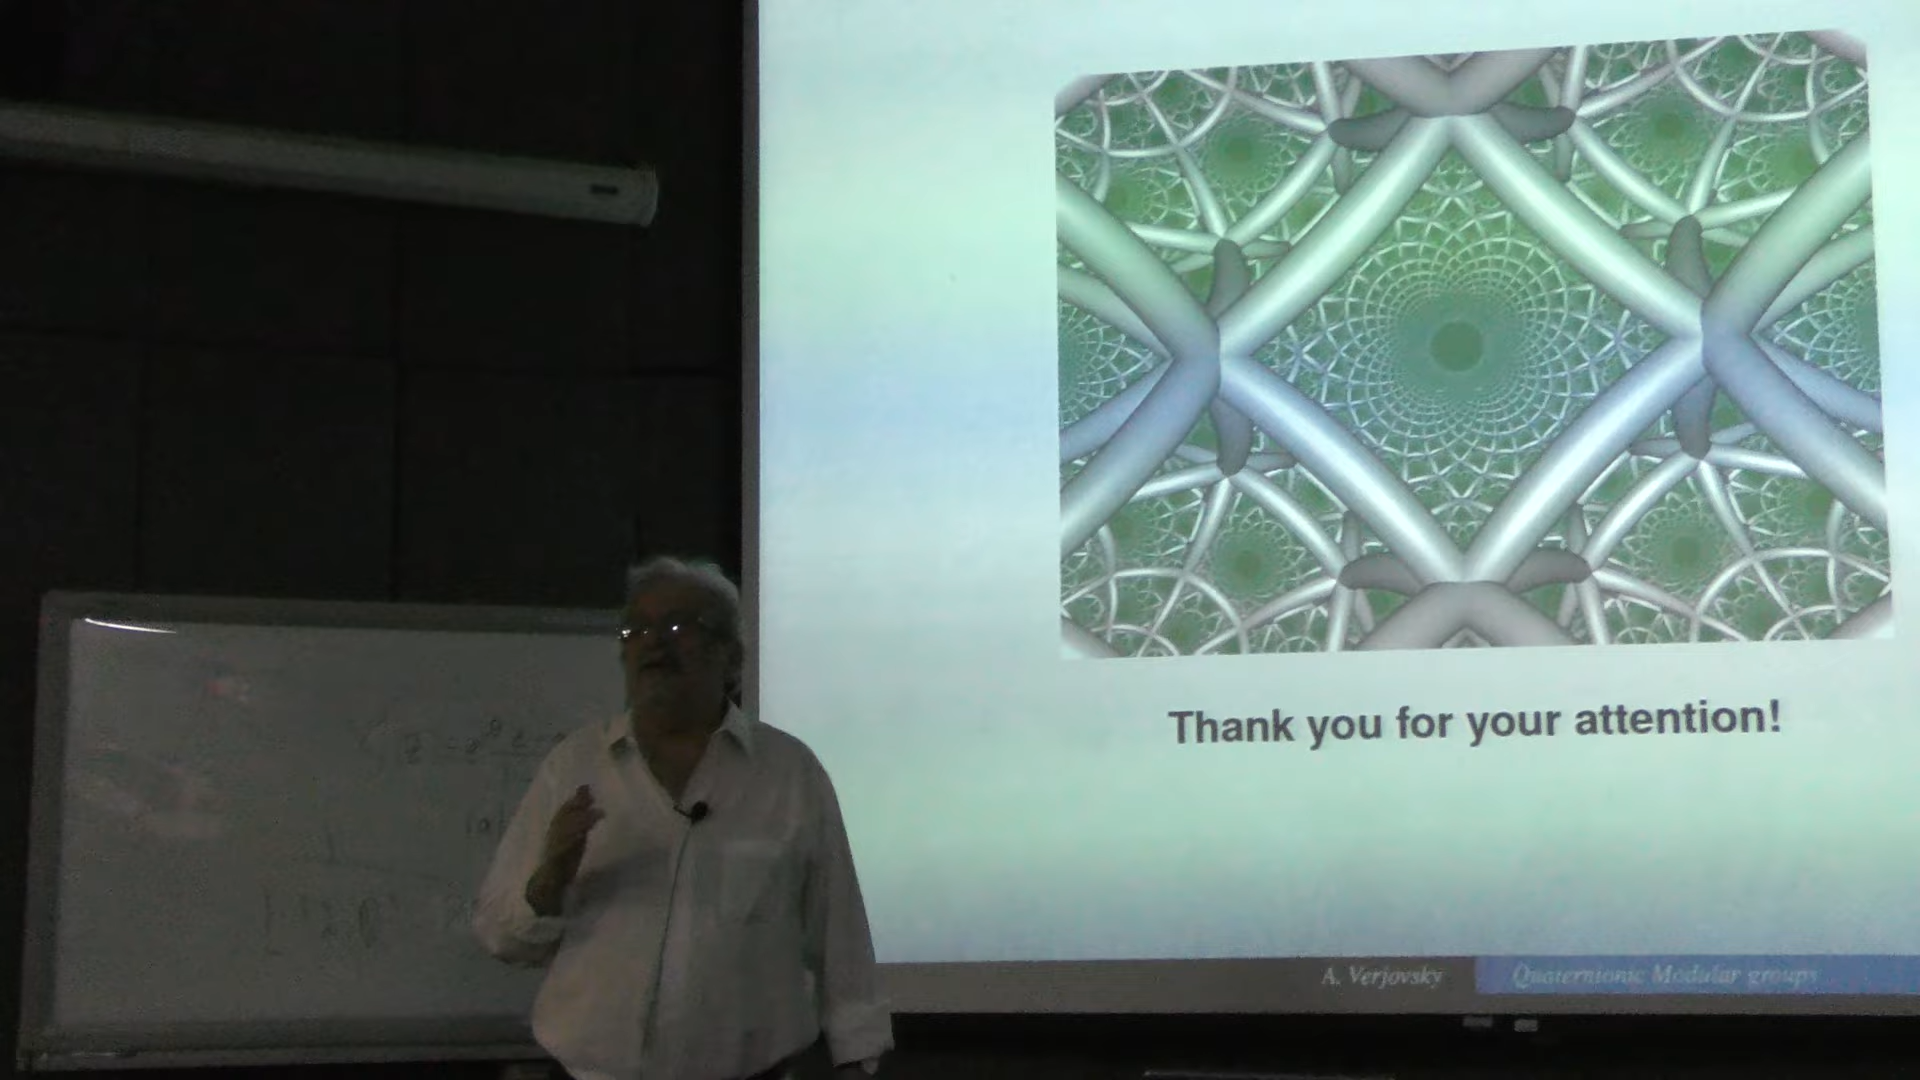 Thank you for your attention!
A. Verjovsky
Quaternionic Modular groups